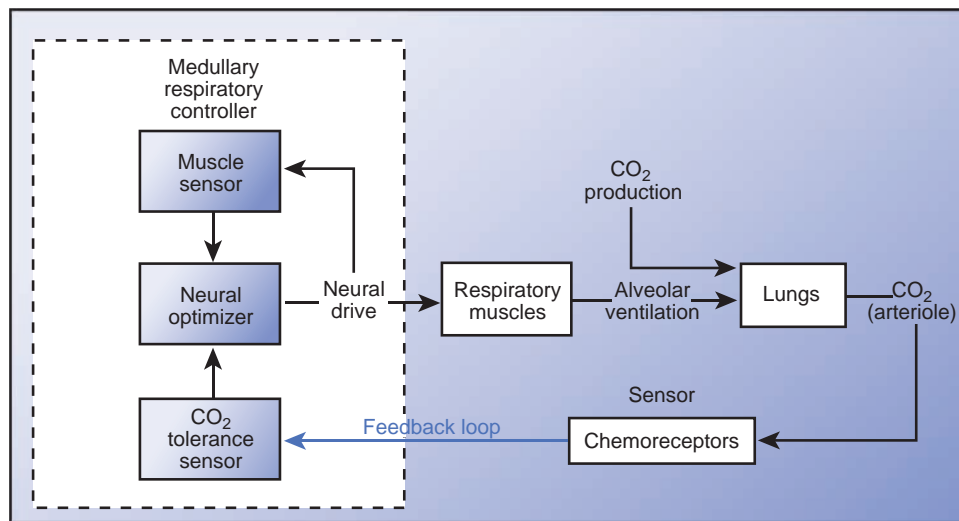 Medullary
respiratory
controller
Muscle
sensor
Neural
optimizer
CO₂
tolerance
sensor
Neural
drive
Respiratory
muscles
CO₂
production
Alveolar
ventilation
Lungs
CO₂
(arteriole)
Sensor
Chemoreceptors
Feedback loop